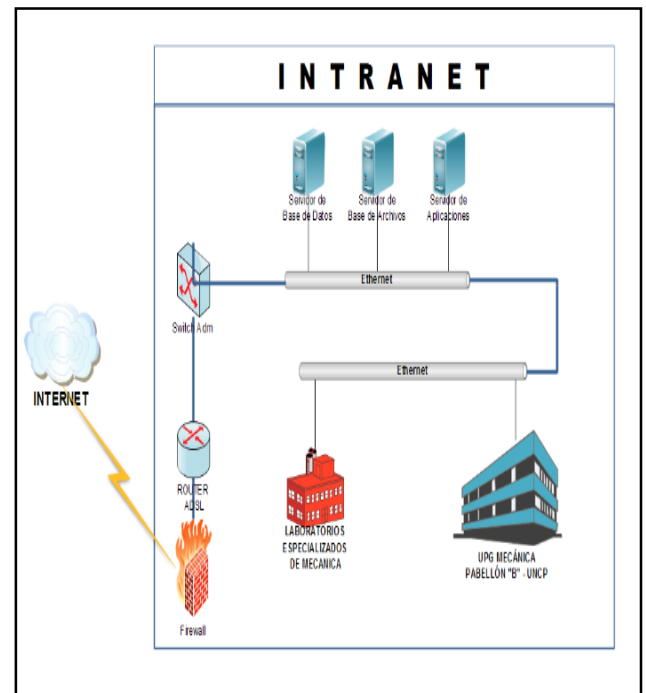 INTRANET
Servidor de
Base de Datos
Servidor de
Base de Archivos
Servidor de
Aplicaciones
Ethernet
Switch Adm
Ethernet
INTERNET
ROUTER
ADSL
LABORATORIOS
ESPECIALIZADOS
DE MECANICA
UPG MECÁNICA
PABELLÓN "B" - UNCP
Firewall